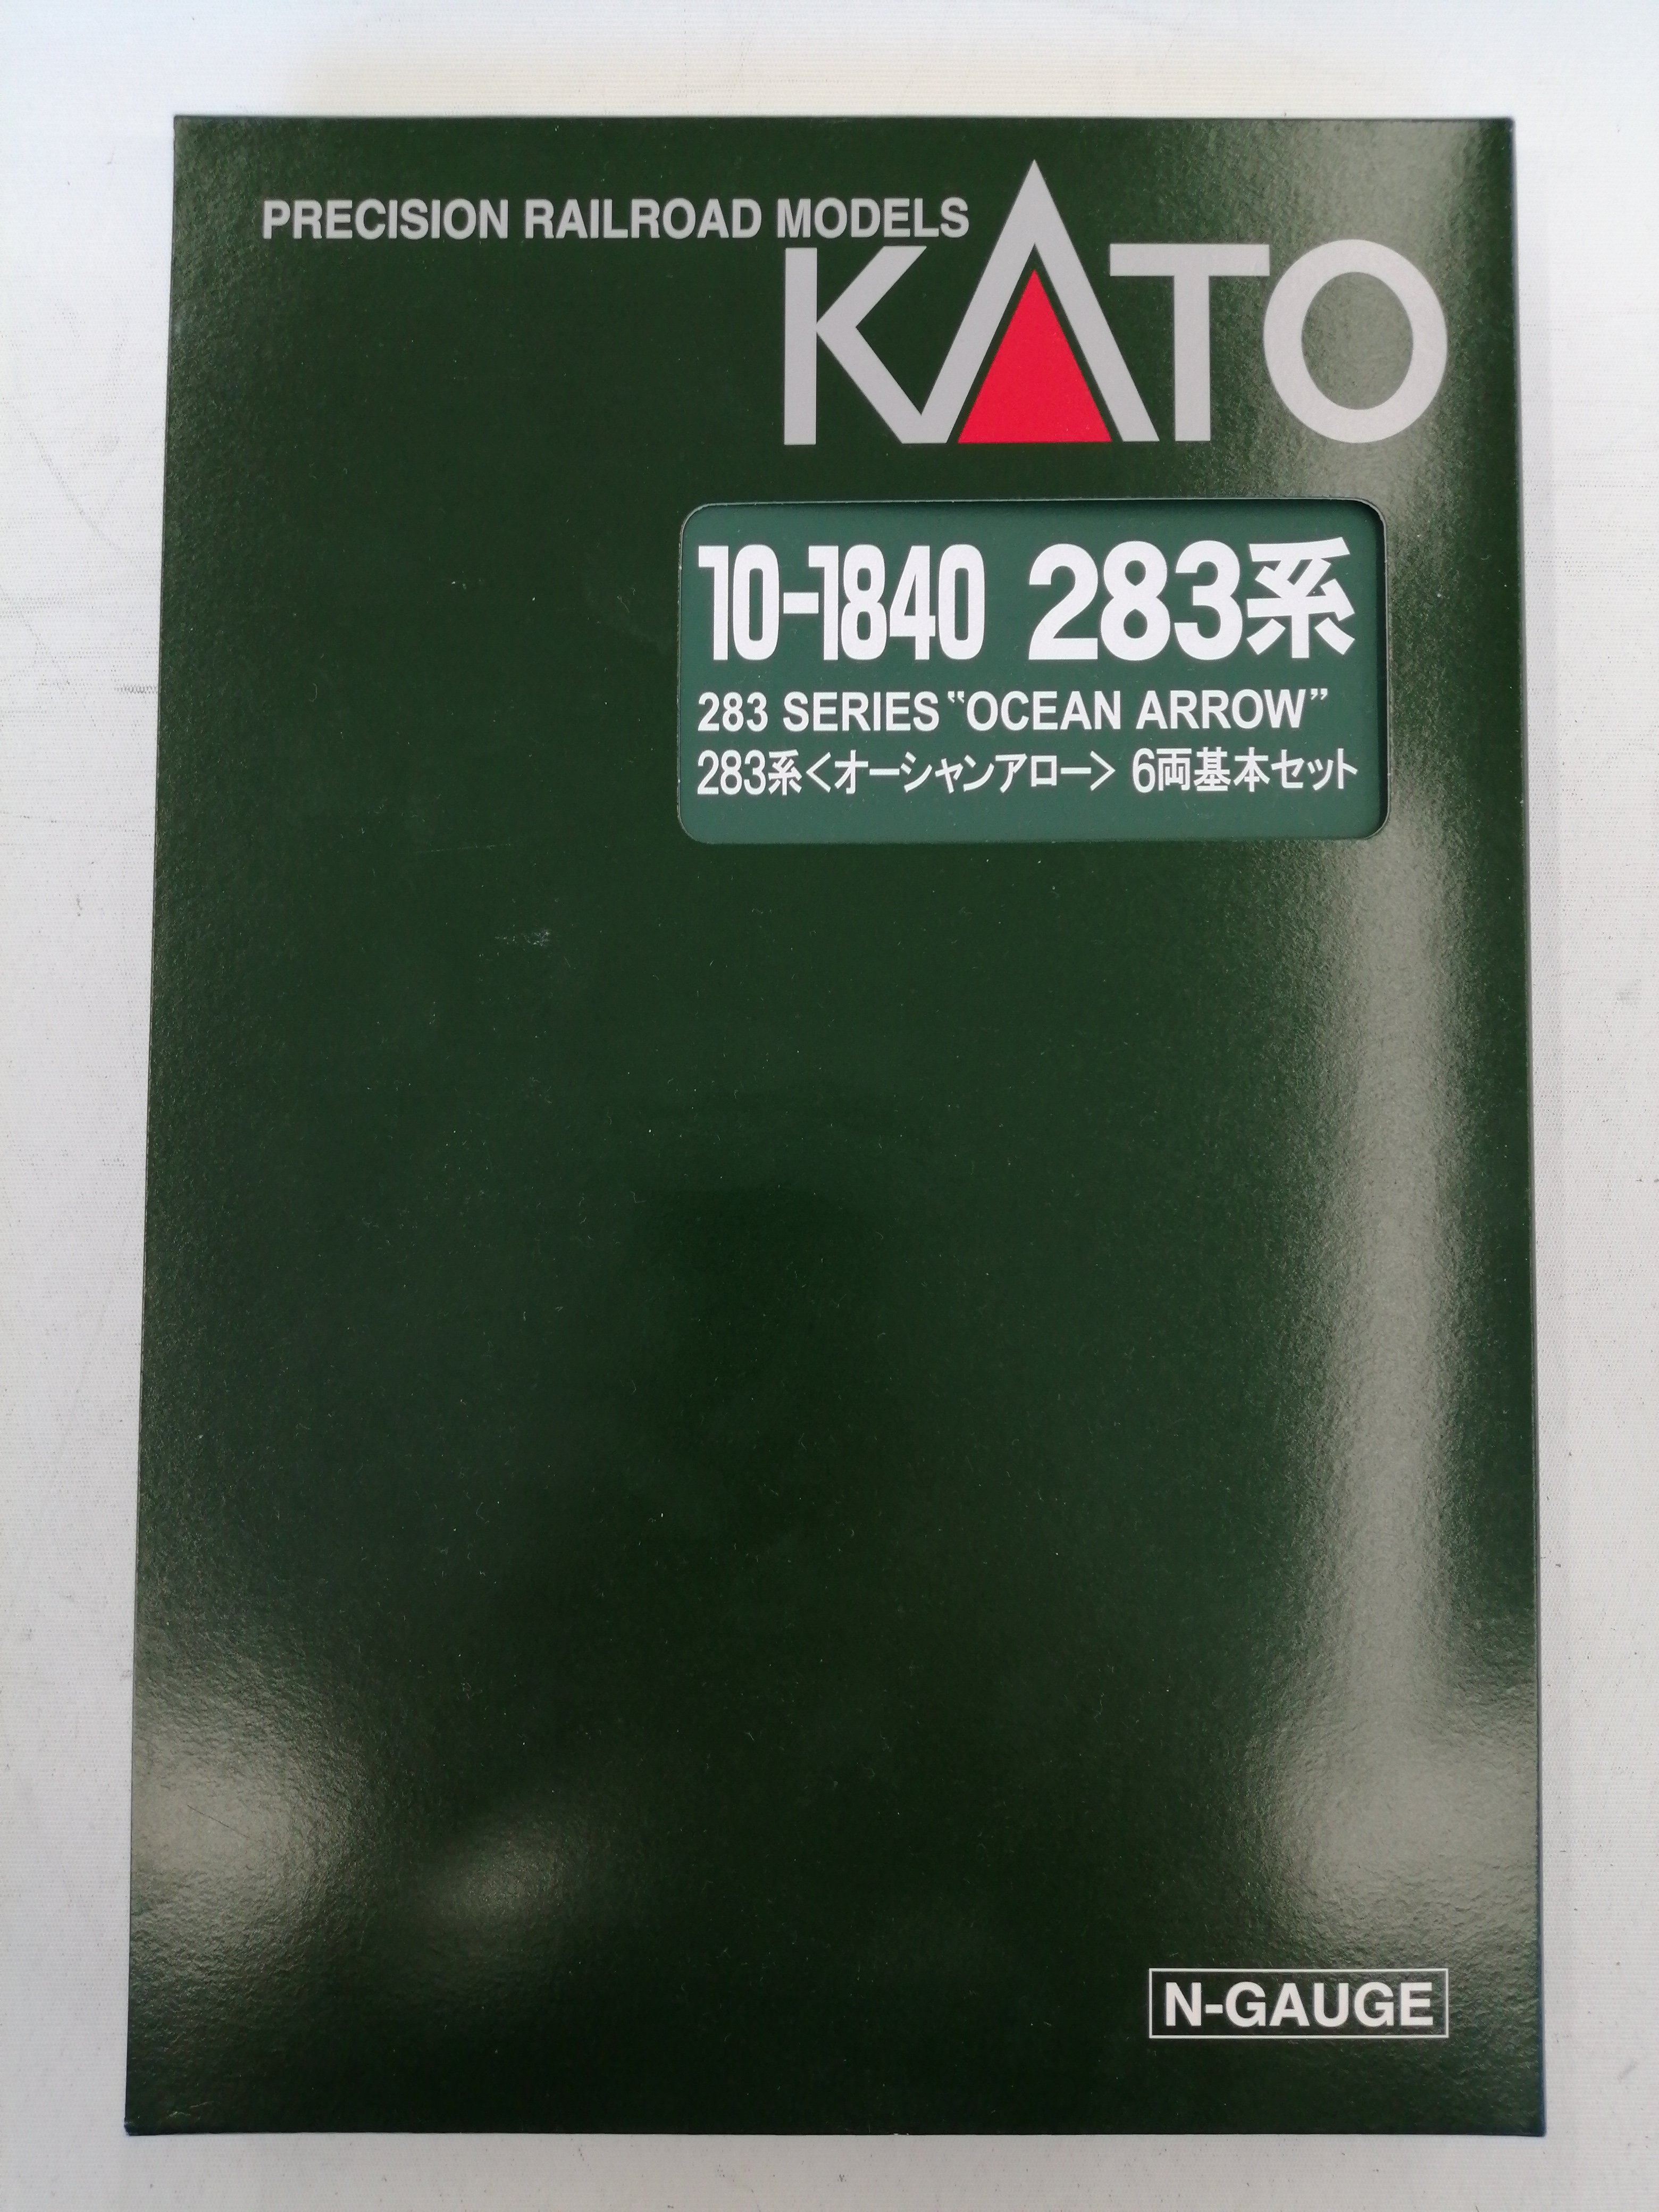 PRECISION RAILROAD MODELS
KATO
10-1840 283系
283 SERIES "OCEAN ARROW"
283系<オーシャンアロー> 6両基本セット
N-GAUGE